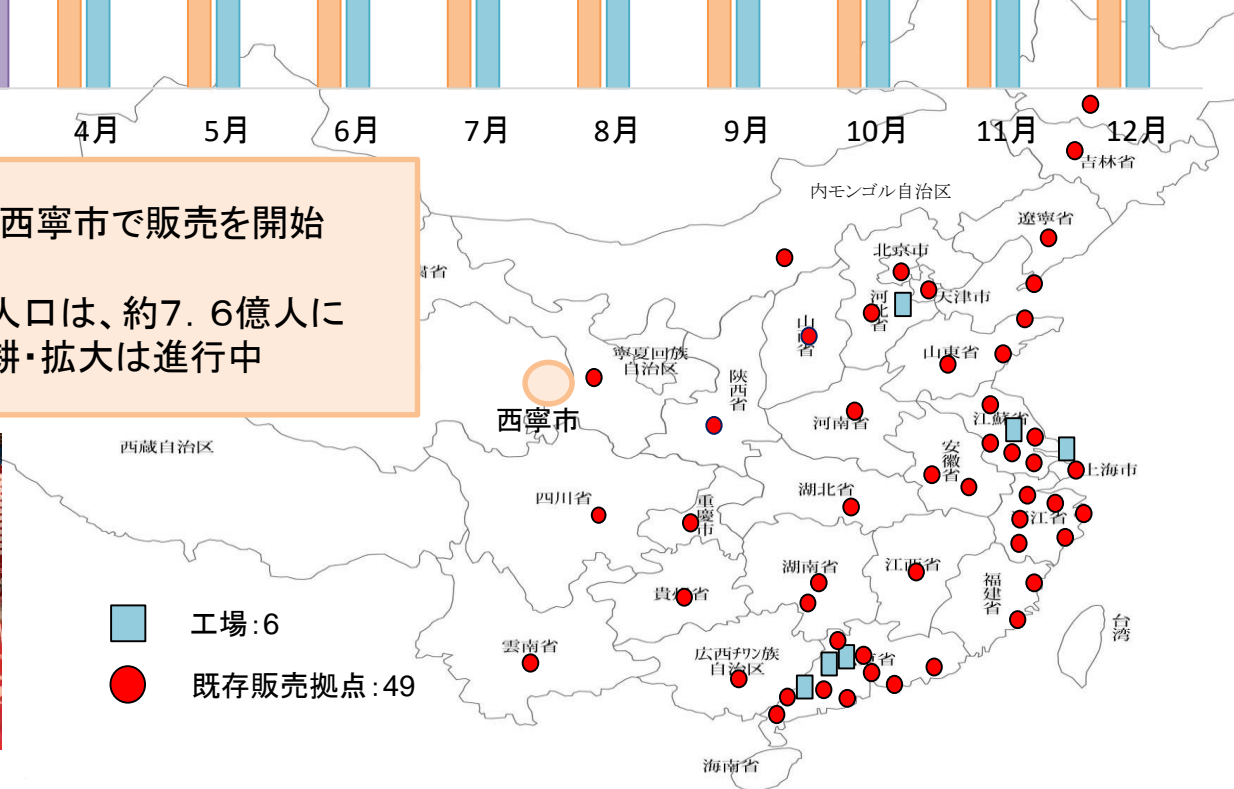 4月 5月 6月 7月 8月 9月 10月 11月 12月
西寧市で販売を開始
人口は、約7.6億人に
・拡大は進行中
吉林省
内モンゴル自治区
遼寧省
北京市
天津市
河北省
省
山西省
山東省
寧夏回族
自治区
陝西省
西寧市
河南省
江蘇省
安徽省
西蔵自治区
上海市
四川省
重慶市
湖北省
江省
湖南省
江西省
福建省
貴州省
台湾
雲南省
広西チワン族
自治区
省
海南省
工場:6
既存販売拠点:49